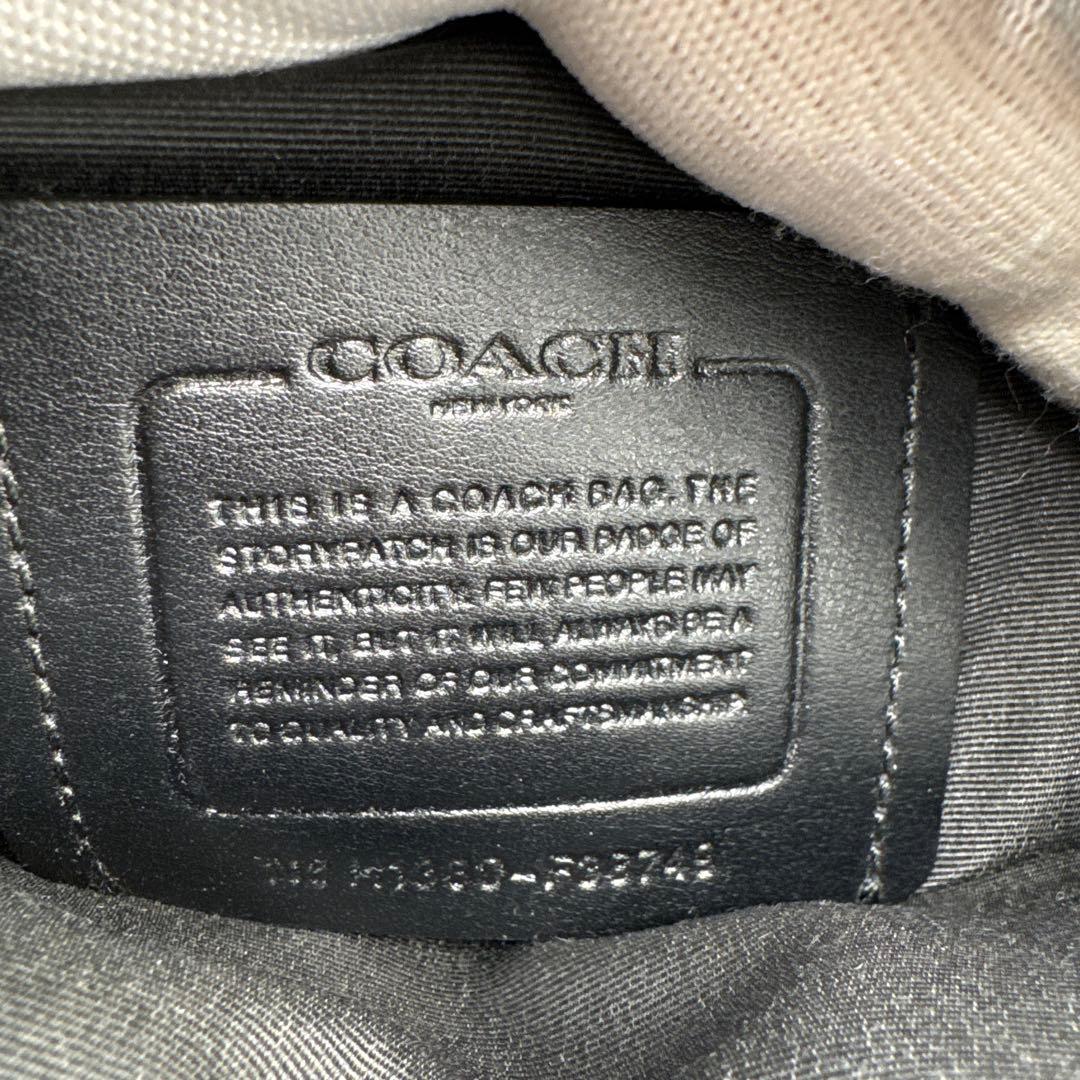 COACH
NEW YORK
THIS IS A COACH BAG. THE
STORYPATCH IS OUR BADGE OF
AUTHENTICITY. FEW PEOPLE MAY
SEE IT, BUT IT WILL ALWAYS BE A
REMINDER OF OUR COMMITMENT
TO QUALITY AND CRAFTSMANSHIP.